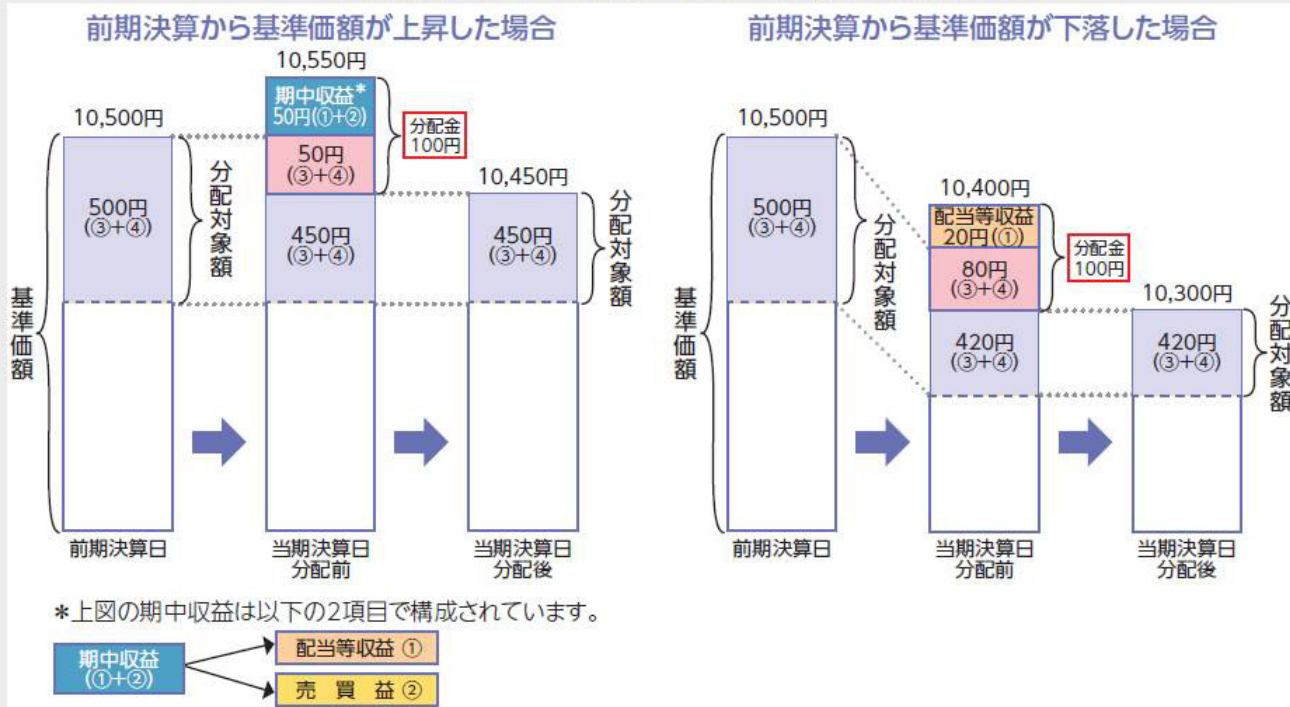 前期決算から基準価額が上昇した場合
10,500円
500円
(③+④)
分配対象額
基準価額
前期決算日
10,550円
期中収益*
50円(①+②)
50円
(③+④)
分配金
100円
450円
(③+④)
当期決算日
分配前
10,450円
450円
(③+④)
分配対象額
当期決算日
分配後
前期決算から基準価額が下落した場合
10,500円
500円
(③+④)
分配対象額
基準価額
前期決算日
10,400円
配当等収益
20円(①)
80円
(③+④)
分配金
100円
420円
(③+④)
当期決算日
分配前
10,300円
420円
(③+④)
分配対象額
当期決算日
分配後
*上図の期中収益は以下の2項目で構成されています。
期中収益
(①+②)
配当等収益 ①
売 買 益 ②